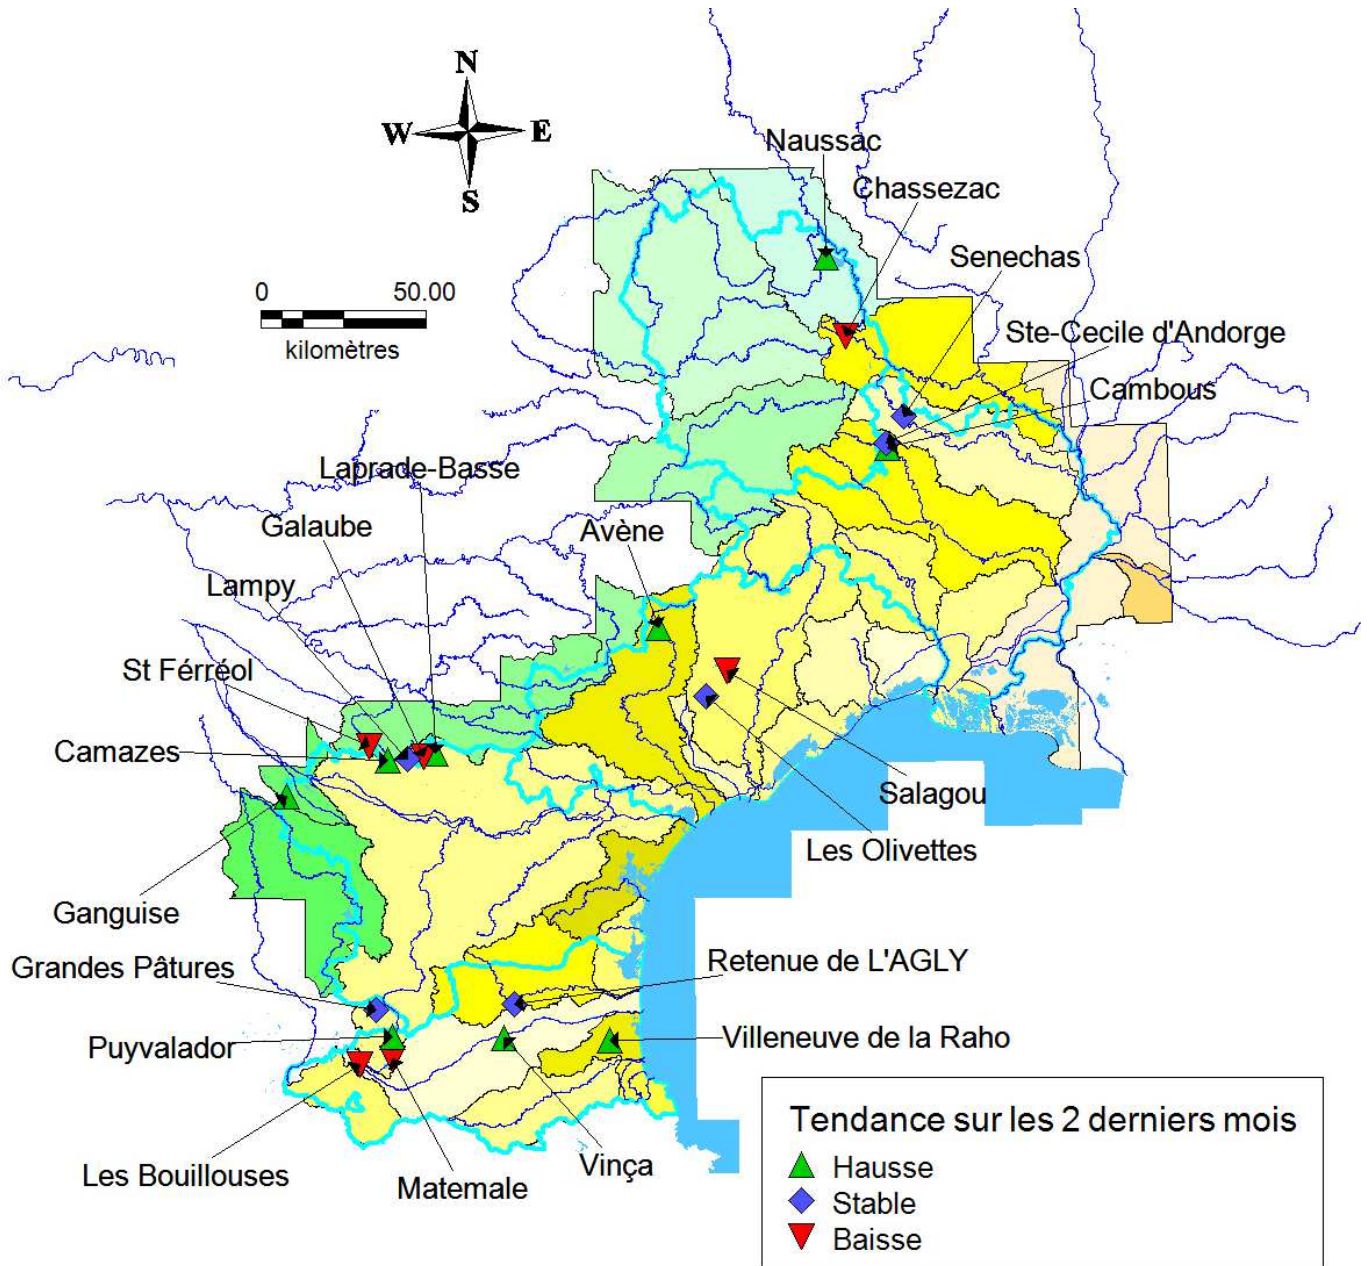 N
W
E
S
Naussac
Chassezac
Senechas
0 50.00
kilomètres
Ste-Cecile d'Andorge
Cambous
Laprade-Basse
Galaube
Avène
Lampy
St Férréol
Camazes
Salagou
Les Olivettes
Ganguise
Grandes Pâtures
Retenue de L'AGLY
Puyvalador
Villeneuve de la Raho
Les Bouillouses
Matemale
Vinça
Tendance sur les 2 derniers mois
Hausse
Stable
Baisse